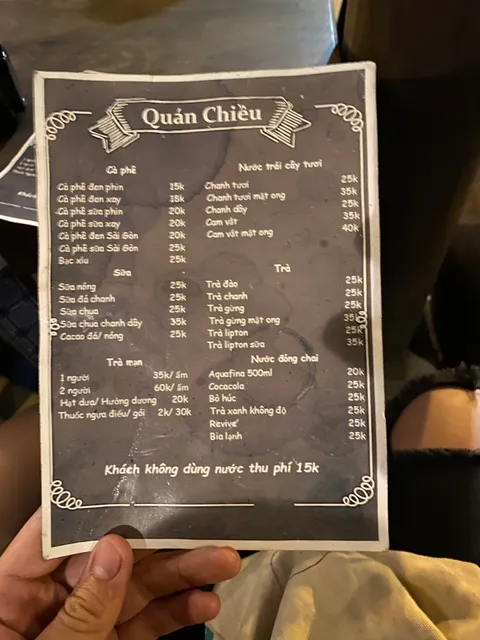 Quán Chiều
Cà phê
Cà phê đen phin 15k
Cà phê đen xay 18k
Cà phê sữa phin 20k
Cà phê sữa xay 20k
Cà phê đen Sài Gòn 20k
Cà phê sữa Sài Gòn 25k
Bạc xỉu 25k
Sữa
Sữa nóng 25k
Sữa đá chanh 25k
Sữa chua 25k
Sữa chua chanh dây 35k
Cacao đá/ nóng 25k
Trà mạn
1 người 35k/ ấm
2 người 60k/ ấm
Hạt dưa/ Hướng dương 20k
Thuốc ngựa điếu/ gói 2k/ 30k
Nước trái cây tươi
Chanh tươi 25k
Chanh tươi mật ong 35k
Chanh dây 25k
Cam vắt 35k
Cam vắt mật ong 40k
Trà
Trà đào 25k
Trà chanh 25k
Trà gừng 25k
Trà gừng mật ong 35k
Trà lipton 25k
Trà lipton sữa 35k
Nước đóng chai
Aquafina 500ml 20k
Cocacola 25k
Bò húc 25k
Trà xanh không độ 25k
Revive 25k
Bia lạnh 25k
Khách không dùng nước thu phí 15k